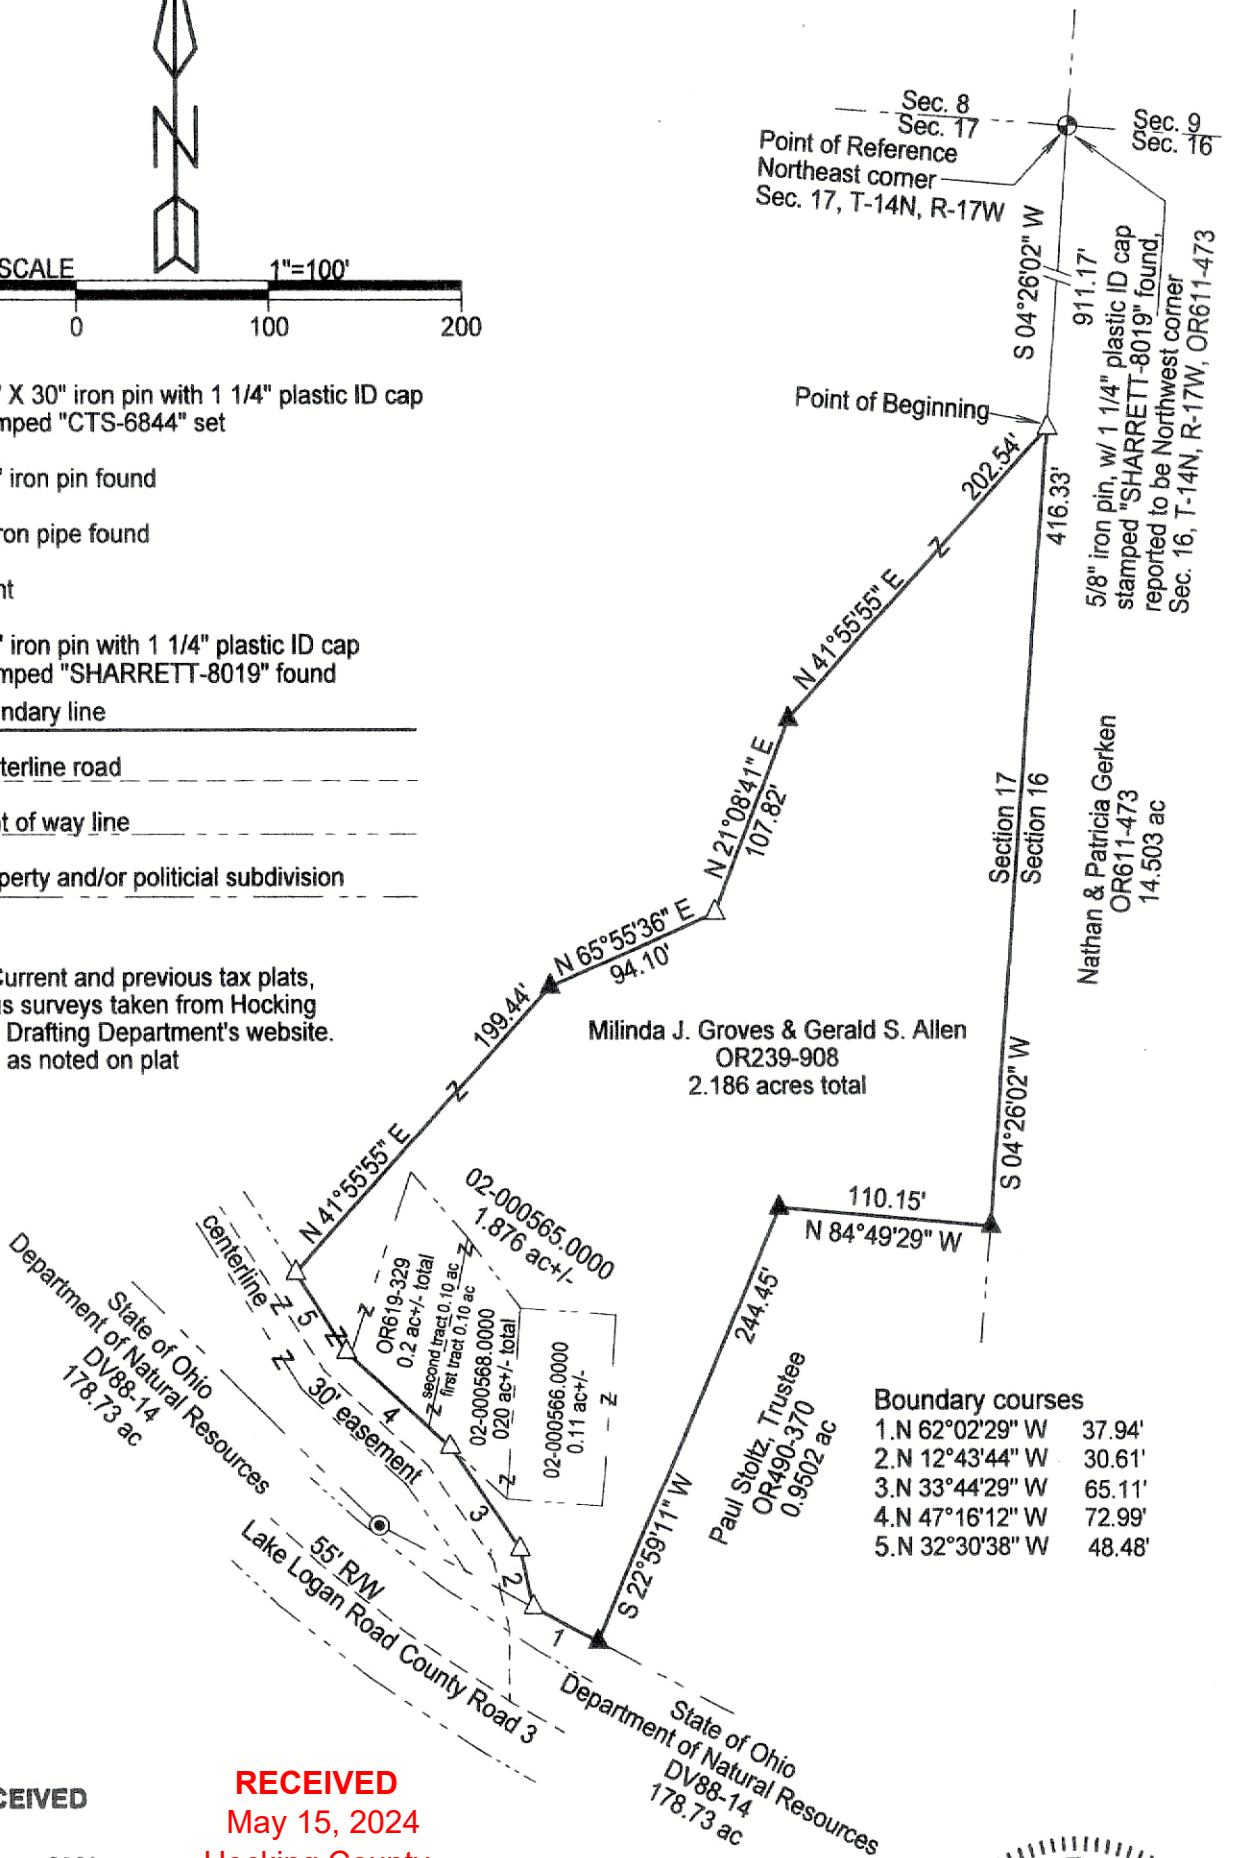 N
SCALE
1"=100'
0
100
200
X 30" iron pin with 1 1/4" plastic ID cap
"CTS-6844" set
iron pin found
pipe found
iron pin with 1 1/4" plastic ID cap
"SHARRETT-8019" found
line
road
of way line
and/or politicial subdivision
and previous tax plats,
surveys taken from Hocking
Drafting Department's website.
as noted on plat
Sec. 8
Sec. 17
Sec. 9
Sec. 16
Point of Reference
Northeast corner
Sec. 17, T-14N, R-17W
S 04°26'02" W
911.17'
5/8" iron pin, w/ 1 1/4" plastic ID cap
stamped "SHARRETT-8019" found,
reported to be Northwest corner
Sec. 16, T-14N, R-17W, OR611-473
Point of Beginning
202.54'
416.33'
N 41°55'55" E
N 21°08'41" E
107.82'
Section 17
Section 16
Nathan & Patricia Gerken
OR611-473
14.503 ac
N 65°55'36" E
94.10'
199.44'
N 41°55'55" E
Milinda J. Groves & Gerald S. Allen
OR239-908
2.186 acres total
S 04°26'02" W
110.15'
N 84°49'29" W
244.45'
S 22°59'11" W
02-000565.0000
1.876 ac+/-
OR619-329
0.2 ac+/- total
second tract 0.10 ac
first tract 0.10 ac
02-000568.0000
020 ac+/- total
02-000566.0000
0.11 ac+/-
centerline
5
4
3
2
1
30' easement
State of Ohio
Department of Natural Resources
DV88-14
178.73 ac
55' R/W
Lake Logan Road County Road 3
Paul Stoltz, Trustee
OR490-370
0.9502 ac
Boundary courses
1.N 62°02'29" W 37.94'
2.N 12°43'44" W 30.61'
3.N 33°44'29" W 65.11'
4.N 47°16'12" W 72.99'
5.N 32°30'38" W 48.48'
State of Ohio
Department of Natural Resources
DV88-14
178.73 ac
RECEIVED
May 15, 2024
Hocking County